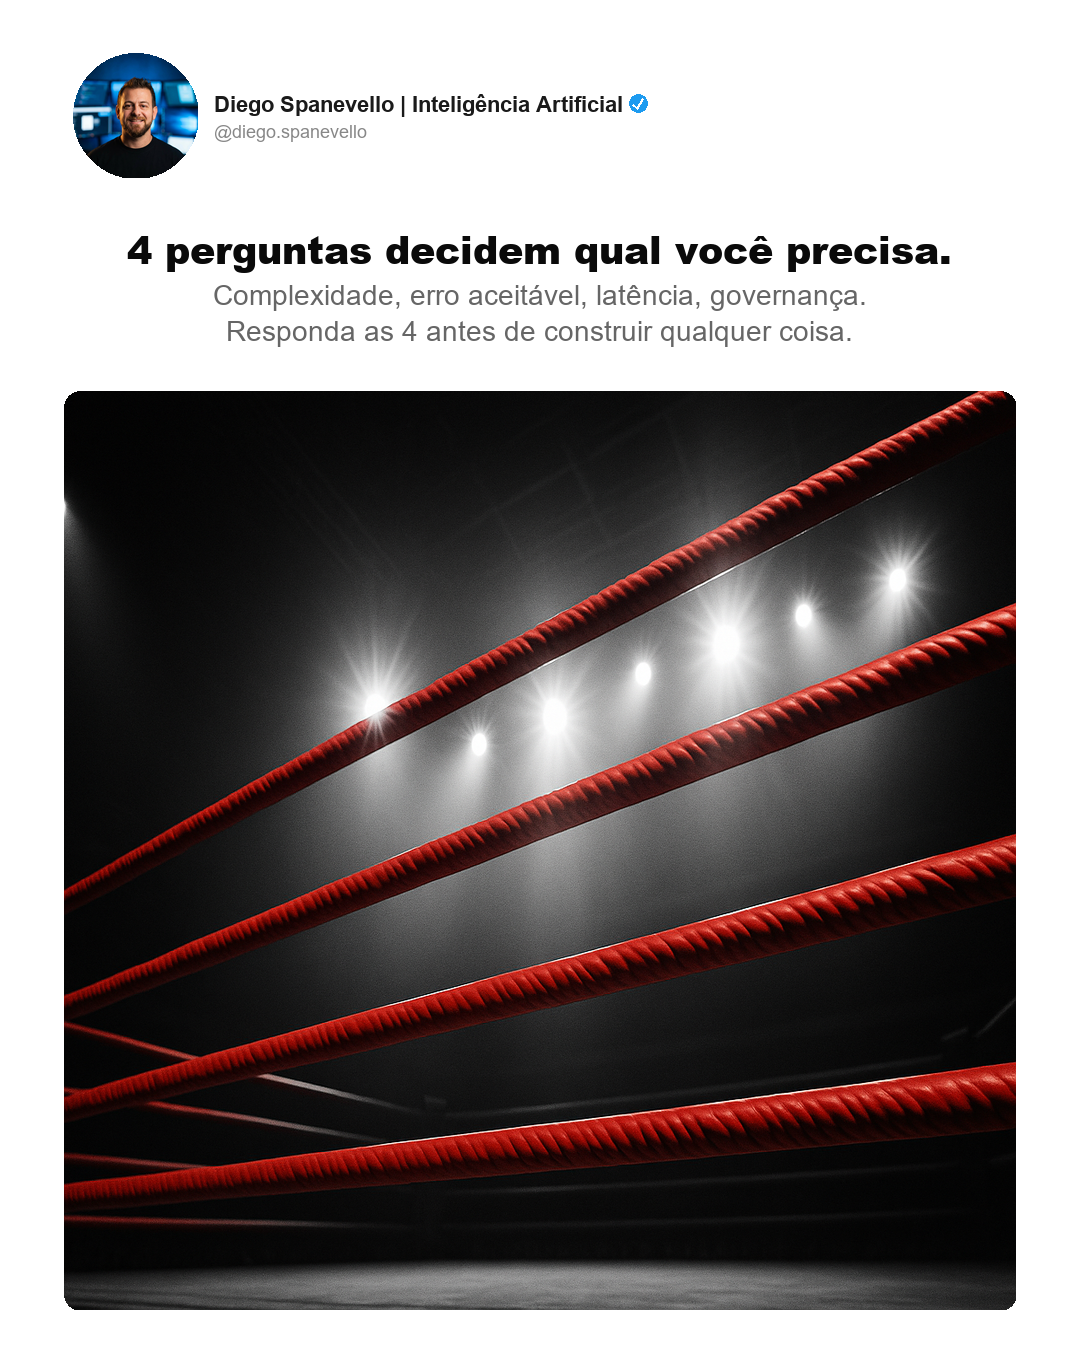 Diego Spanevello | Inteligência Artificial
@diego.spanevello
4 perguntas decidem qual você precisa.
Complexidade, erro aceitável, latência, governança.
Responda as 4 antes de construir qualquer coisa.